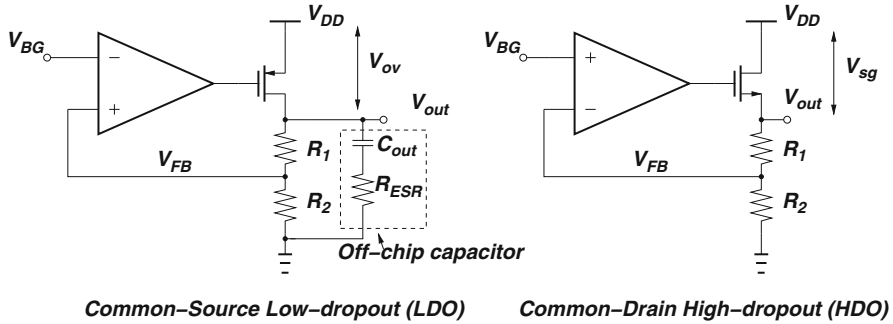 V_DD
V_BG
−
+
V_ov
V_out
V_FB
R_1
C_out
R_2
R_ESR
Off−chip capacitor
Common−Source Low−dropout (LDO)
V_DD
V_BG
+
−
V_sg
V_out
V_FB
R_1
R_2
Common−Drain High−dropout (HDO)